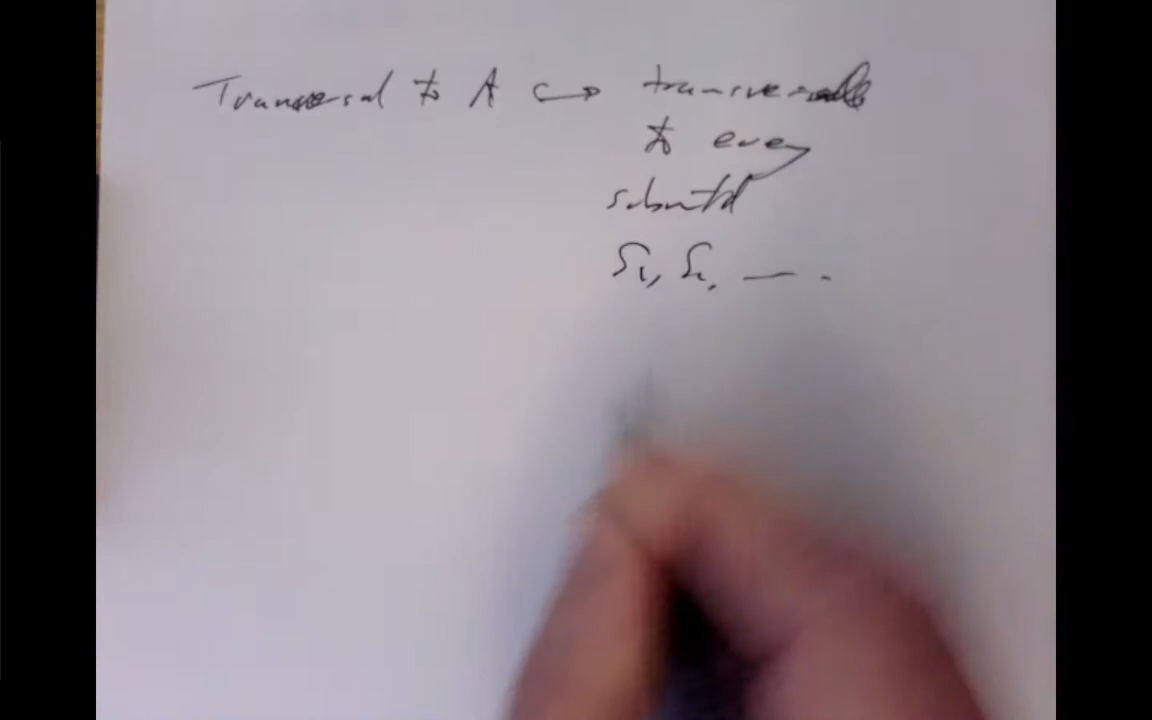 Transversal to A ↔ transversal
to every
submfd
S₁, S₂, — .